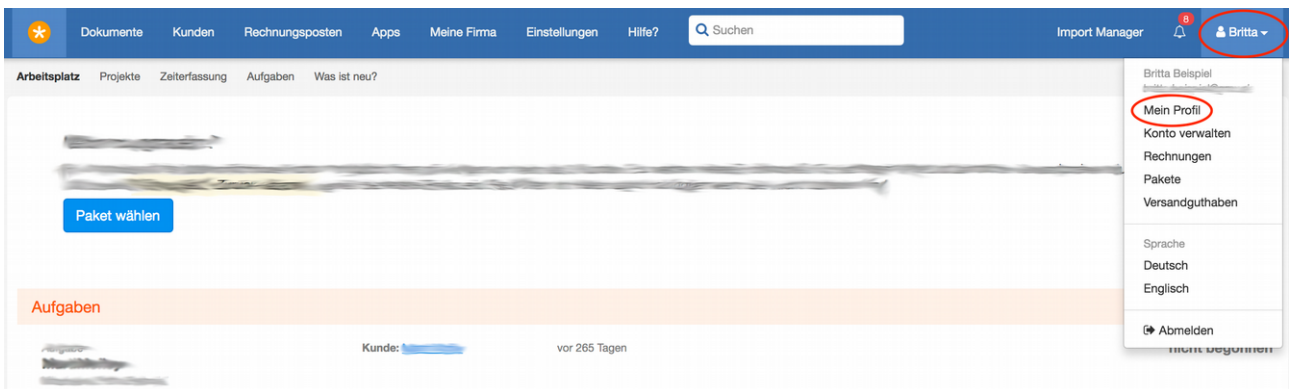 Dokumente Kunden Rechnungsposten Apps Meine Firma Einstellungen Hilfe? Suchen Import Manager 8 Britta
Arbeitsplatz Projekte Zeiterfassung Aufgaben Was ist neu?
Britta Beispiel
Mein Profil
Konto verwalten
Rechnungen
Pakete
Versandguthaben
Sprache
Deutsch
Englisch
Abmelden
Paket wählen
Aufgaben
Kunde: vor 265 Tagen nicht begonnen